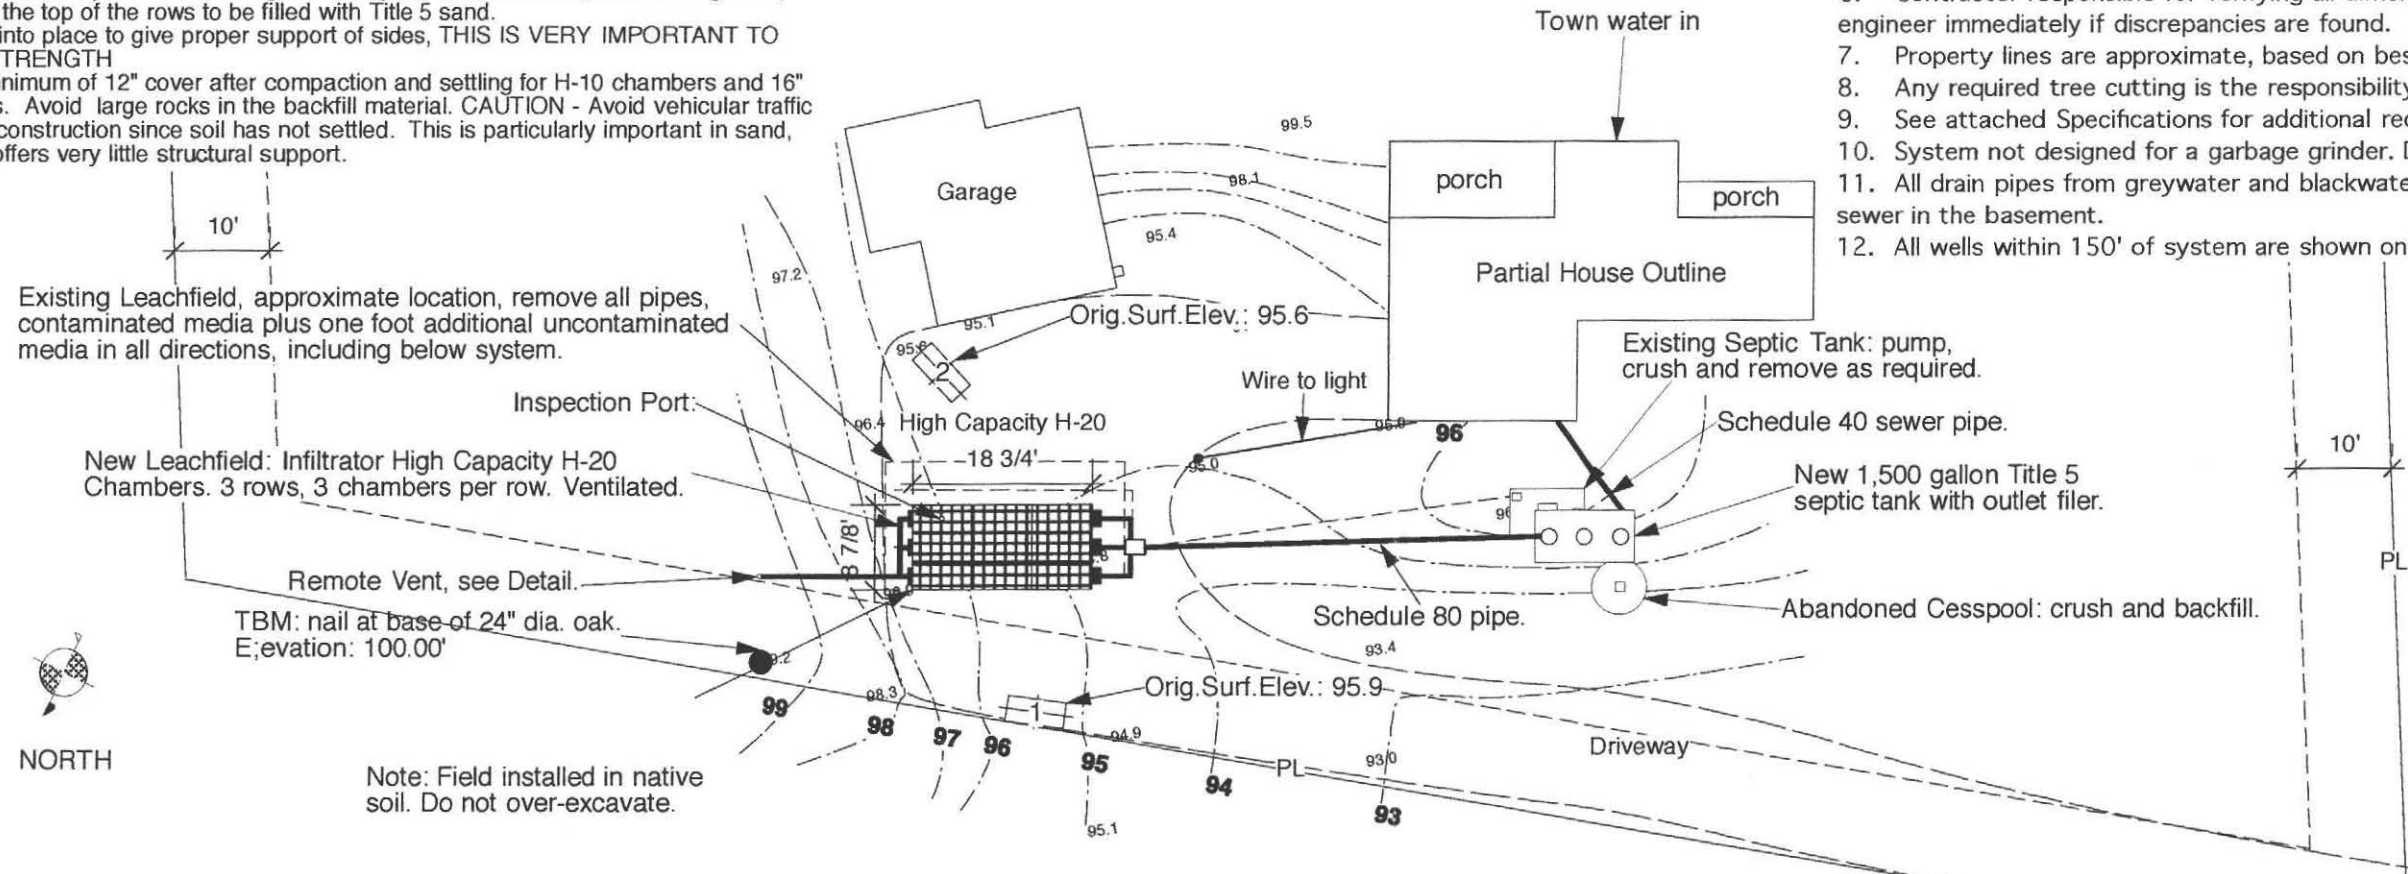 the top of the rows to be filled with Title 5 sand.
into place to give proper support of sides, THIS IS VERY IMPORTANT TO
TRENGTH
nimum of 12" cover after compaction and settling for H-10 chambers and 16"
s. Avoid large rocks in the backfill material. CAUTION - Avoid vehicular traffic
construction since soil has not settled. This is particularly important in sand,
offers very little structural support.
engineer immediately if discrepancies are found.
7. Property lines are approximate, based on bes
8. Any required tree cutting is the responsibility
9. See attached Specifications for additional rec
10. System not designed for a garbage grinder.
11. All drain pipes from greywater and blackwate
sewer in the basement.
12. All wells within 150' of system are shown on
Town water in
99.5
98.1
95.4
Garage
porch
porch
Partial House Outline
10'
97.2
Existing Leachfield, approximate location, remove all pipes,
contaminated media plus one foot additional uncontaminated
media in all directions, including below system.
95.1
Orig.Surf.Elev.: 95.6
95.6
2
Existing Septic Tank: pump,
crush and remove as required.
Wire to light
Inspection Port:
96.4
High Capacity H-20
96
Schedule 40 sewer pipe.
10'
18 3/4'
95.0
New Leachfield: Infiltrator High Capacity H-20
Chambers. 3 rows, 3 chambers per row. Ventilated.
New 1,500 gallon Title 5
septic tank with outlet filer.
8 7/8'
PL
Remote Vent, see Detail.
Schedule 80 pipe.
Abandoned Cesspool: crush and backfill.
TBM: nail at base of 24" dia. oak.
E;evation: 100.00'
9.2
93.4
98.3
Orig.Surf.Elev.: 95.9
1
99
98
97
96
95
94.9
94
PL
93.0
93
Driveway
NORTH
Note: Field installed in native
soil. Do not over-excavate.
95.1